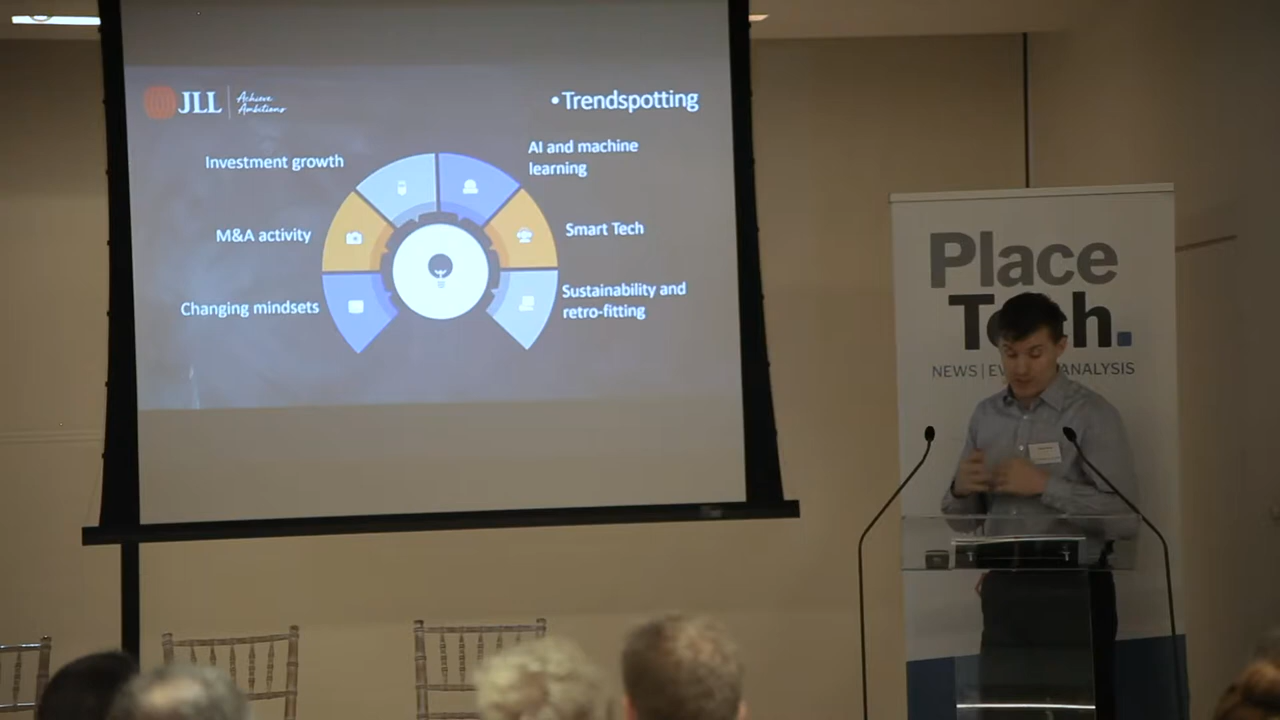 JLL
Achieve
Ambitions
• Trendspotting
Investment growth
AI and machine
learning
M&A activity
Smart Tech
Changing mindsets
Sustainability and
retro-fitting
Place
Tech.
NEWS | ANALYSIS